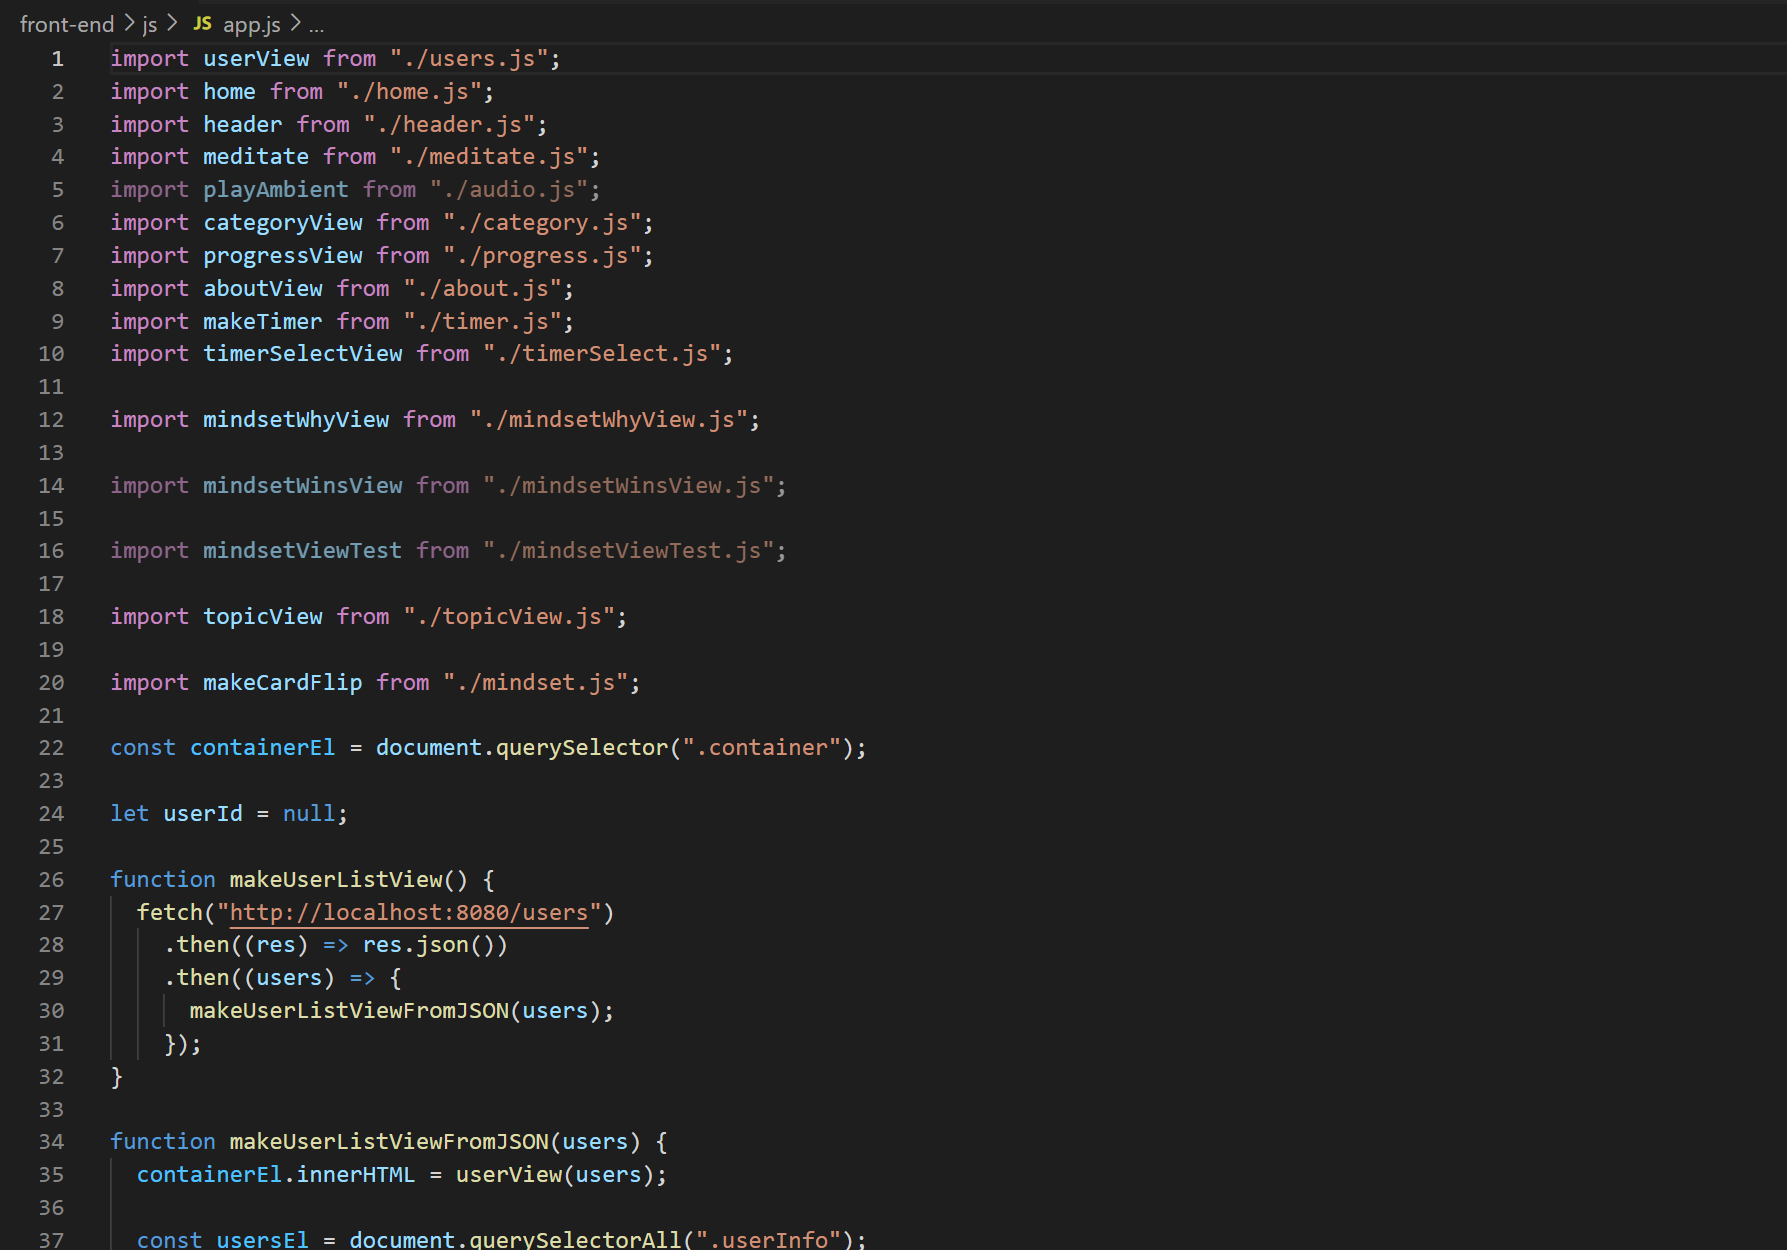 front-end > js > JS app.js > ...
1 import userView from "./users.js";
2 import home from "./home.js";
3 import header from "./header.js";
4 import meditate from "./meditate.js";
5 import playAmbient from "./audio.js";
6 import categoryView from "./category.js";
7 import progressView from "./progress.js";
8 import aboutView from "./about.js";
9 import makeTimer from "./timer.js";
10 import timerSelectView from "./timerSelect.js";
11
12 import mindsetWhyView from "./mindsetWhyView.js";
13
14 import mindsetWinsView from "./mindsetWinsView.js";
15
16 import mindsetViewTest from "./mindsetViewTest.js";
17
18 import topicView from "./topicView.js";
19
20 import makeCardFlip from "./mindset.js";
21
22 const containerEl = document.querySelector(".container");
23
24 let userId = null;
25
26 function makeUserListView() {
27   fetch("http://localhost:8080/users")
28     .then((res) => res.json())
29     .then((users) => {
30       makeUserListViewFromJSON(users);
31     });
32 }
33
34 function makeUserListViewFromJSON(users) {
35   containerEl.innerHTML = userView(users);
36
37   const usersEl = document.querySelectorAll(".userInfo");